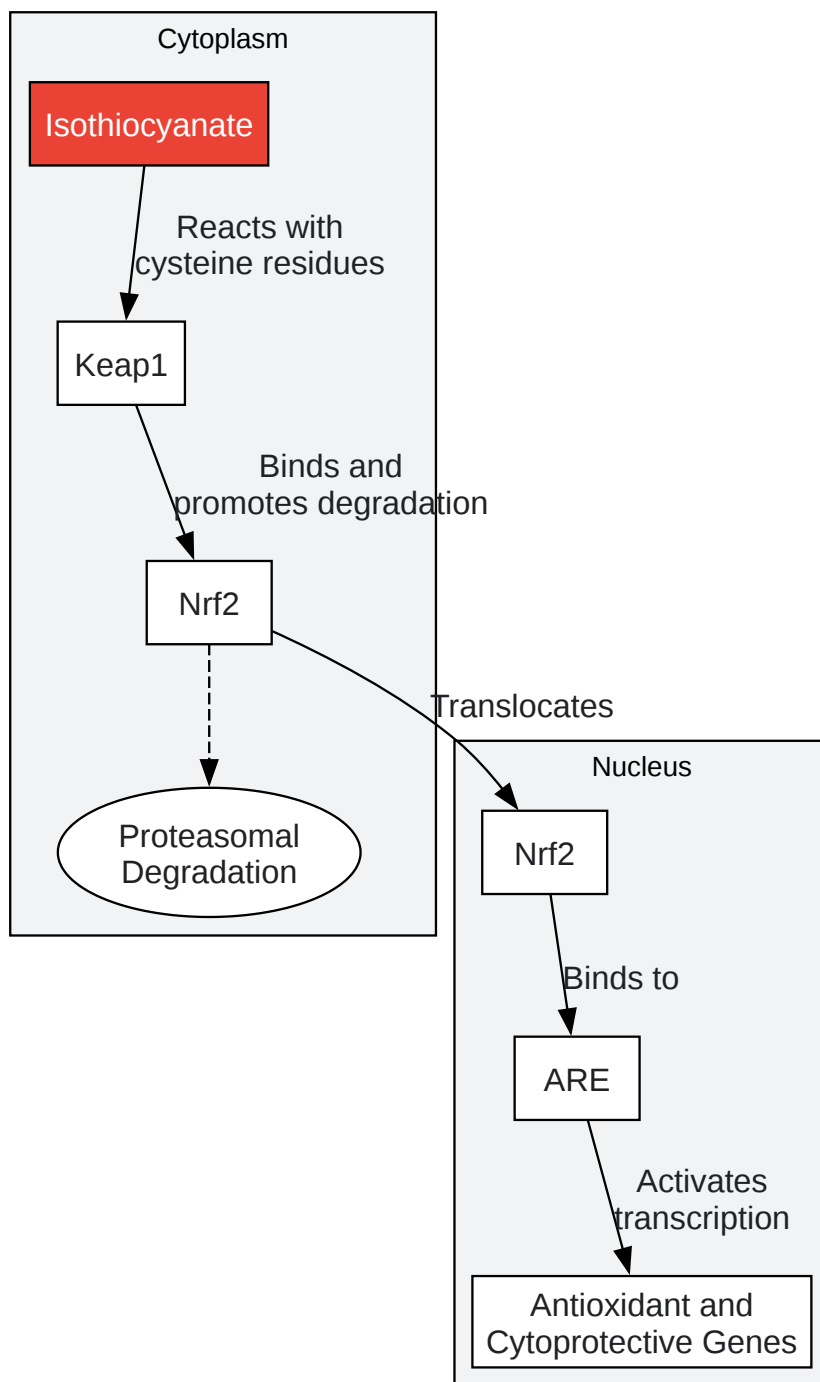 Cytoplasm
Isothiocyanate
Reacts with
cysteine residues
Keap1
Binds and
promotes degradation
Nrf2
Translocates
Proteasomal
Degradation
Nucleus
Nrf2
Binds to
ARE
Activates
transcription
Antioxidant and
Cytoprotective Genes